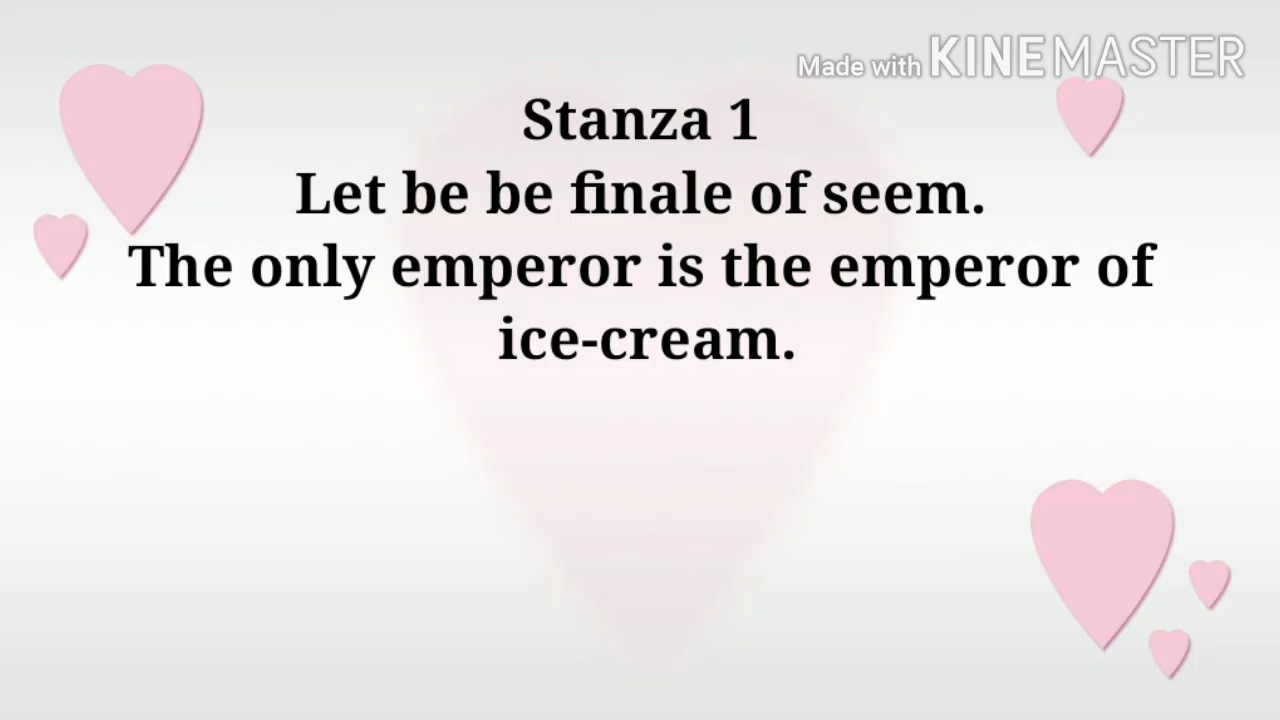 Made with KINEMASTER
Stanza 1
Let be be finale of seem.
The only emperor is the emperor of
ice-cream.